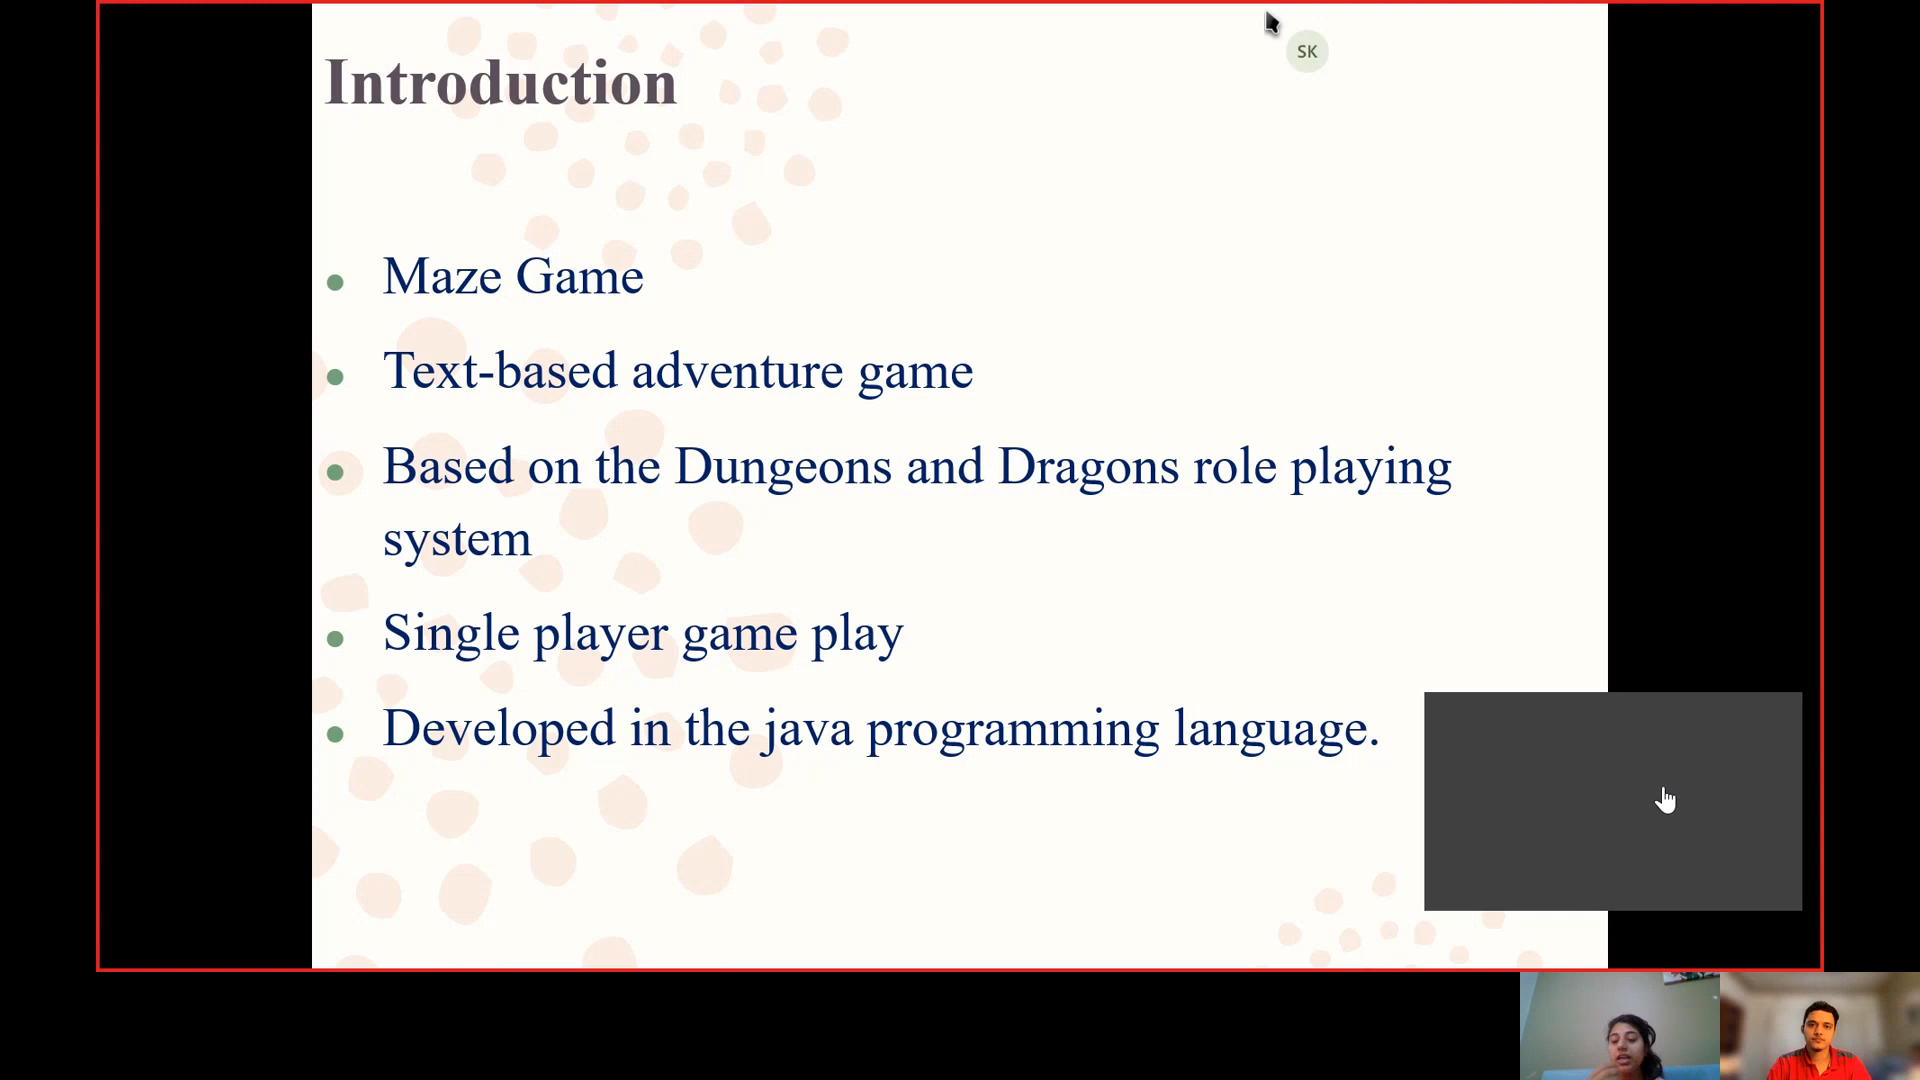 Introduction
SK
Maze Game
Text-based adventure game
Based on the Dungeons and Dragons role playing
system
Single player game play
Developed in the java programming language.